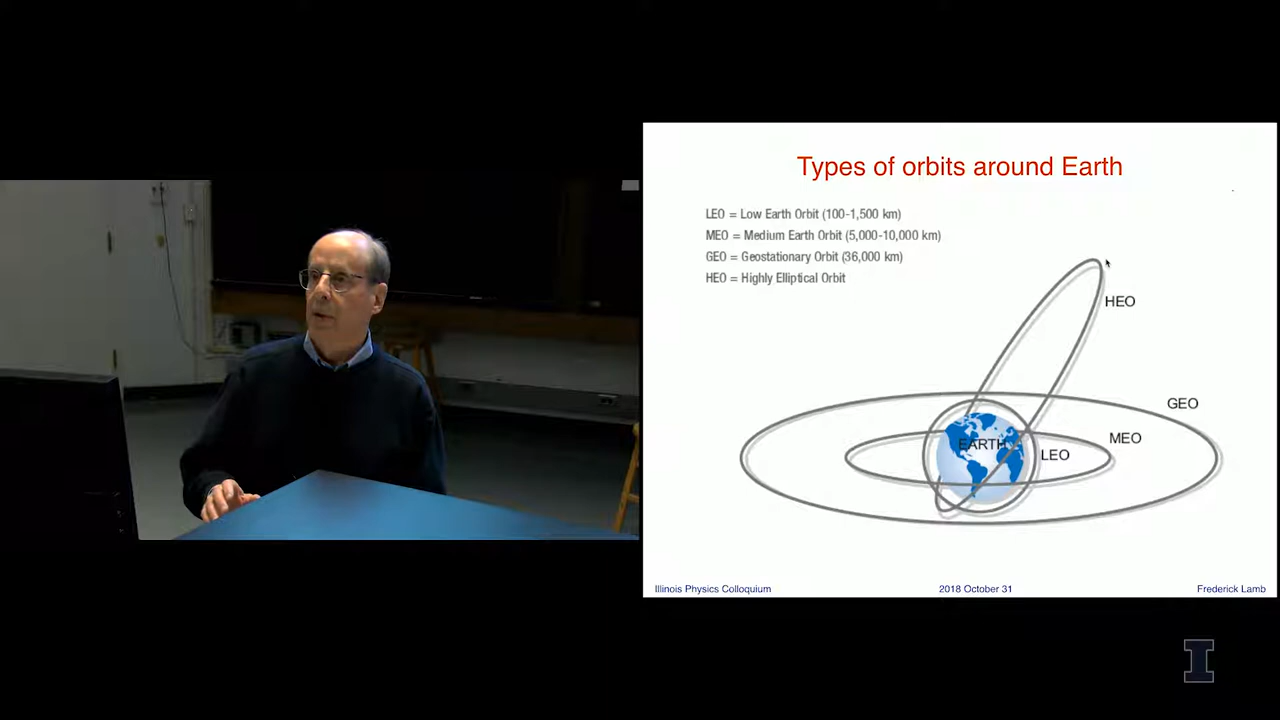 Types of orbits around Earth
LEO = Low Earth Orbit (100-1,500 km)
MEO = Medium Earth Orbit (5,000-10,000 km)
GEO = Geostationary Orbit (36,000 km)
HEO = Highly Elliptical Orbit
HEO
GEO
MEO
EARTH
LEO
Illinois Physics Colloquium
2018 October 31
Frederick Lamb
I